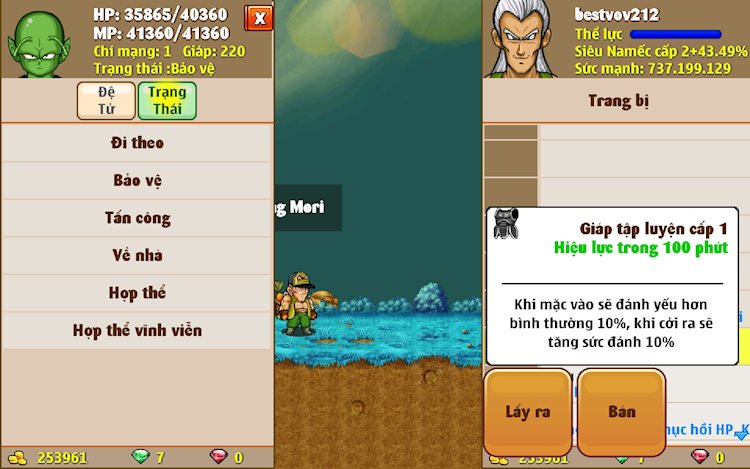 HP: 35865/40360
X
MP: 41360/41360
Chí mạng: 1 Giáp: 220
Trạng thái :Bảo vệ
Đệ
Tử
Trạng
Thái
Đi theo
Bảo vệ
Tấn công
Về nhà
Hợp thể
Hợp thể vĩnh viễn
253961
7
0
Mori
bestvov212
Thể lực
Siêu Namếc cấp 2+43.49%
Sức mạnh: 737.199.129
Trang bị
Giáp tập luyện cấp 1
Hiệu lực trong 100 phút
Khi mặc vào sẽ đánh yếu hơn
bình thường 10%, khi cởi ra sẽ
tăng sức đánh 10%
Lấy ra
Bán
hục hồi HP, K
253961
7
0